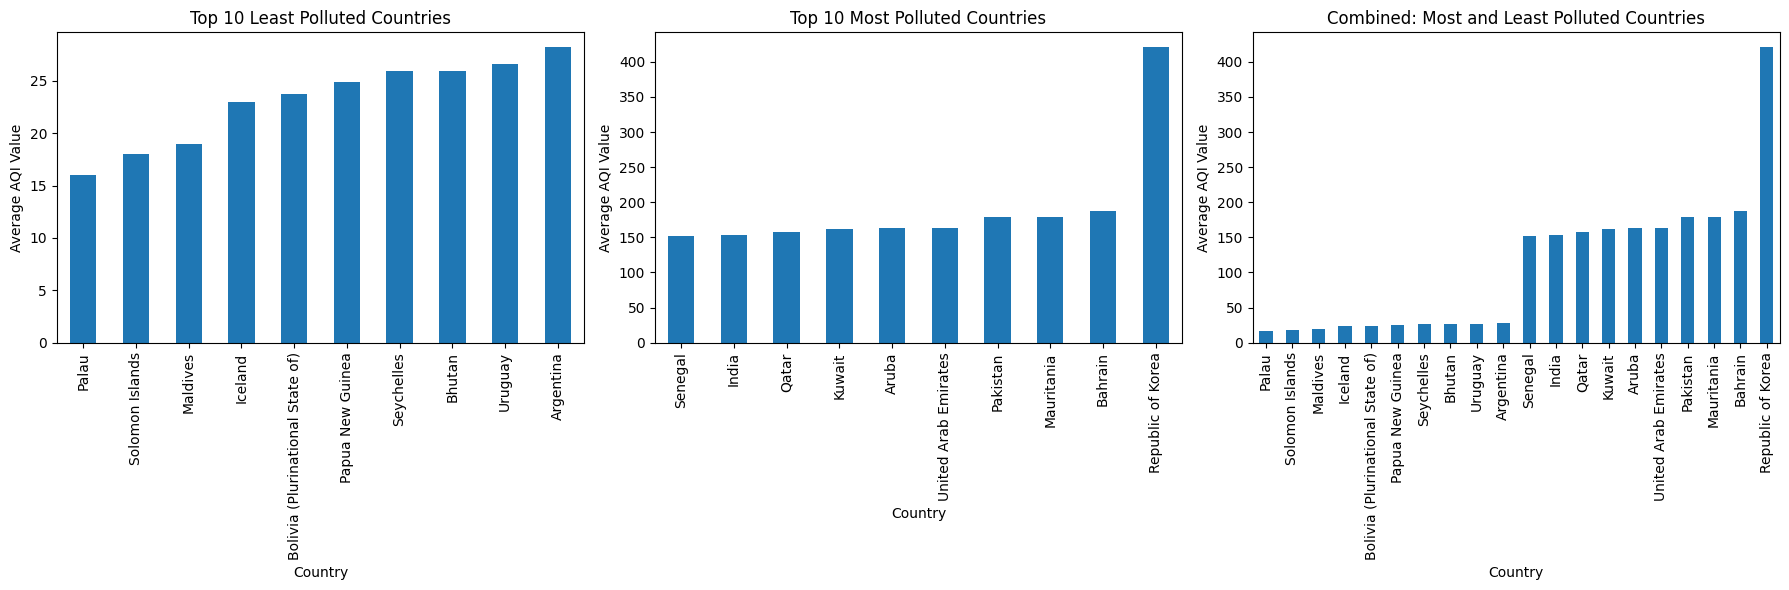 Top 10 Least Polluted Countries
Average AQI Value
25
20
15
10
5
0
Palau
Solomon Islands
Maldives
Iceland
Bolivia (Plurinational State of)
Papua New Guinea
Seychelles
Bhutan
Uruguay
Argentina
Country
Top 10 Most Polluted Countries
Average AQI Value
400
350
300
250
200
150
100
50
0
Senegal
India
Qatar
Kuwait
Aruba
United Arab Emirates
Pakistan
Mauritania
Bahrain
Republic of Korea
Country
Combined: Most and Least Polluted Countries
Average AQI Value
400
350
300
250
200
150
100
50
0
Palau
Solomon Islands
Maldives
Iceland
Bolivia (Plurinational State of)
Papua New Guinea
Seychelles
Bhutan
Uruguay
Argentina
Senegal
India
Qatar
Kuwait
Aruba
United Arab Emirates
Pakistan
Mauritania
Bahrain
Republic of Korea
Country